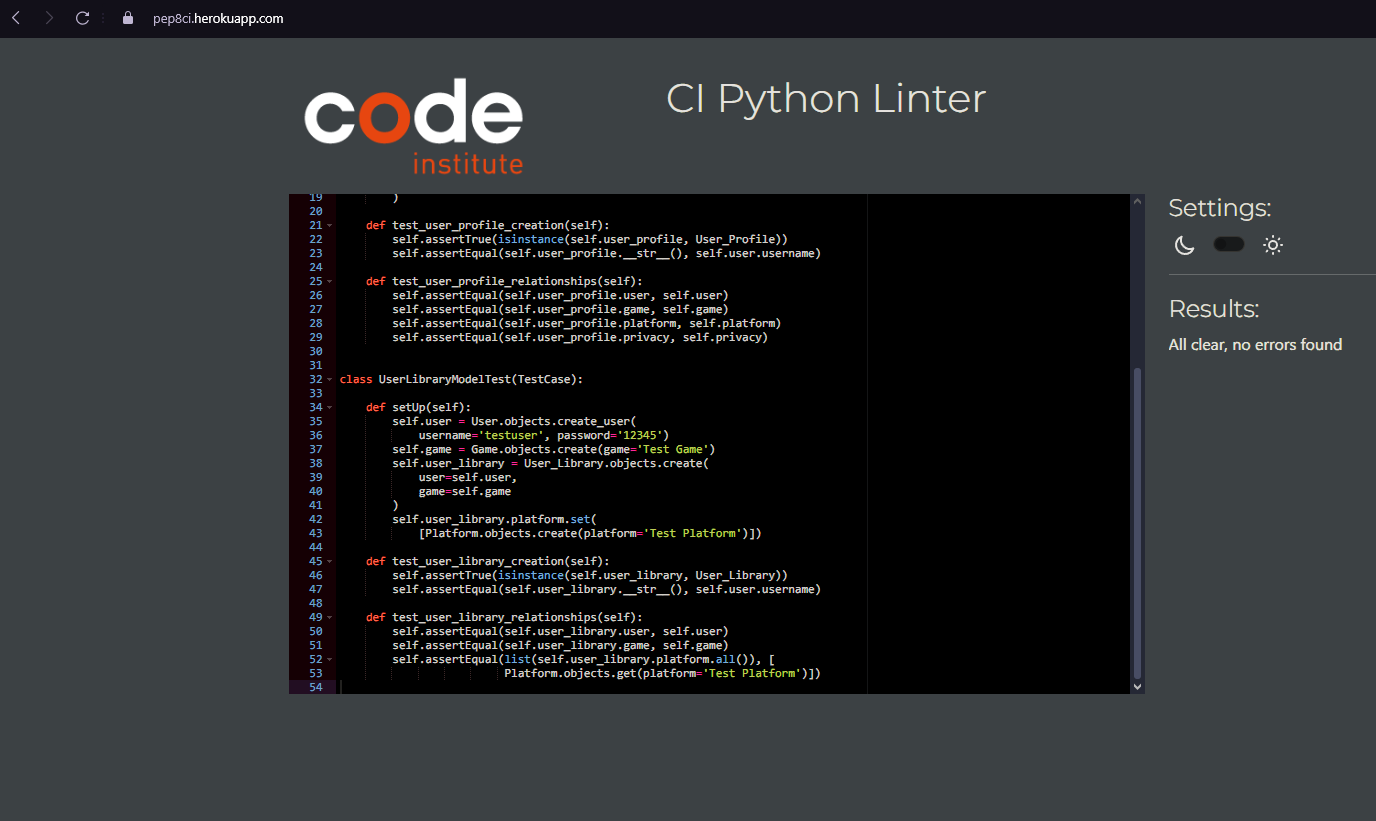 pep8ci.herokuapp.com
code
institute
CI Python Linter
19         )
20
21     def test_user_profile_creation(self):
22         self.assertTrue(isinstance(self.user_profile, User_Profile))
23         self.assertEqual(self.user_profile.__str__(), self.user.username)
24
25     def test_user_profile_relationships(self):
26         self.assertEqual(self.user_profile.user, self.user)
27         self.assertEqual(self.user_profile.game, self.game)
28         self.assertEqual(self.user_profile.platform, self.platform)
29         self.assertEqual(self.user_profile.privacy, self.privacy)
30
31
32 class UserLibraryModelTest(TestCase):
33
34     def setUp(self):
35         self.user = User.objects.create_user(
36             username='testuser', password='12345')
37         self.game = Game.objects.create(game='Test Game')
38         self.user_library = User_Library.objects.create(
39             user=self.user,
40             game=self.game
41         )
42         self.user_library.platform.set(
43             [Platform.objects.create(platform='Test Platform')])
44
45     def test_user_library_creation(self):
46         self.assertTrue(isinstance(self.user_library, User_Library))
47         self.assertEqual(self.user_library.__str__(), self.user.username)
48
49     def test_user_library_relationships(self):
50         self.assertEqual(self.user_library.user, self.user)
51         self.assertEqual(self.user_library.game, self.game)
52         self.assertEqual(list(self.user_library.platform.all()), [
53                          Platform.objects.get(platform='Test Platform')])
54
Settings:
Results:
All clear, no errors found